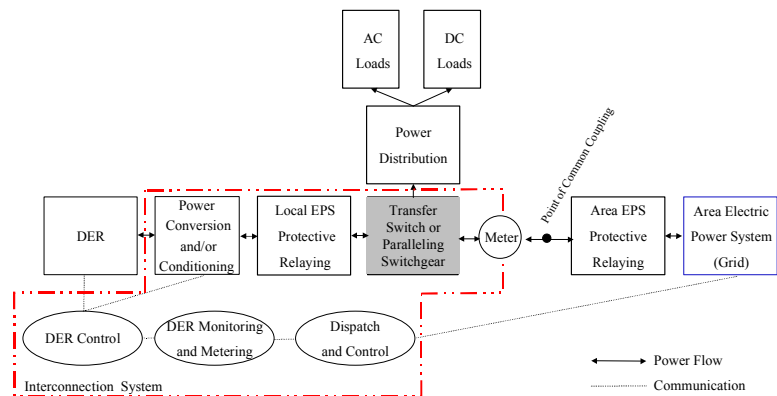 AC
Loads
DC
Loads
Power
Distribution
Point of Common Coupling
DER
Power
Conversion
and/or
Conditioning
Local EPS
Protective
Relaying
Transfer
Switch or
Paralleling
Switchgear
Meter
Area EPS
Protective
Relaying
Area Electric
Power System
(Grid)
DER Control
DER Monitoring
and Metering
Dispatch
and Control
Interconnection System
Power Flow
Communication